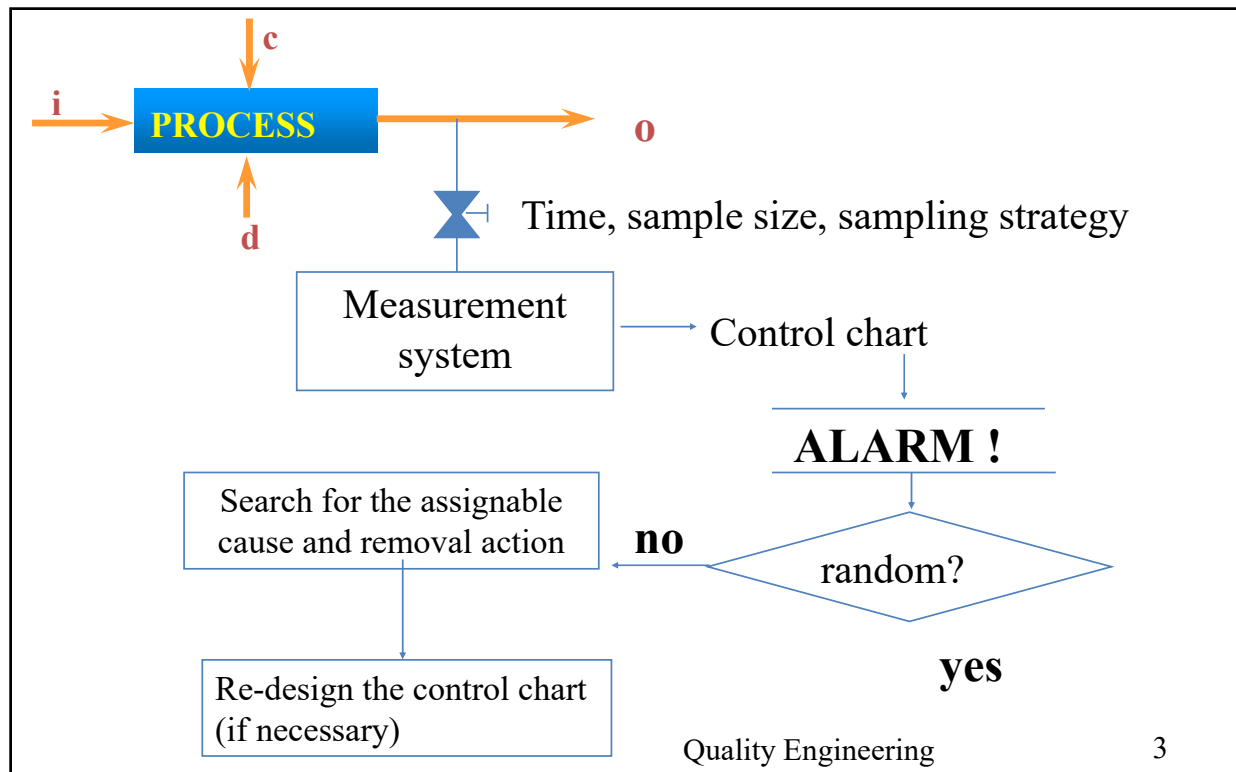 c
i
PROCESS
o
d
Time, sample size, sampling strategy
Measurement
system
Control chart
ALARM !
Search for the assignable
cause and removal action
no
random?
yes
Re-design the control chart
(if necessary)
Quality Engineering
3